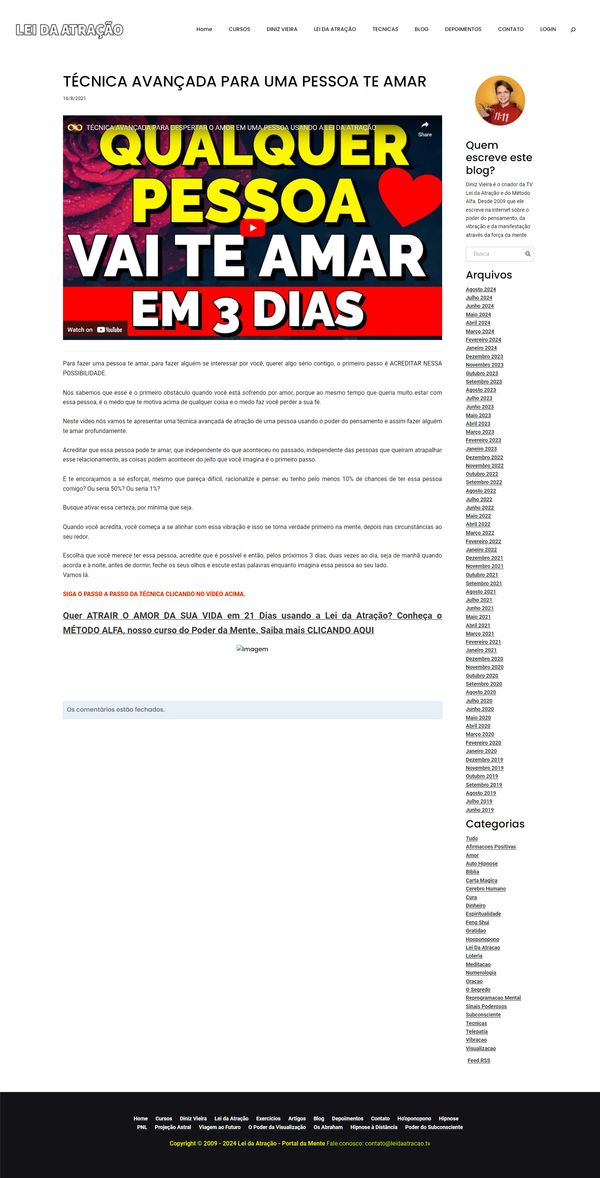 LEI DA ATRAÇÃO
Home CURSOS DINIZ VIEIRA LEI DA ATRAÇÃO TECNICAS BLOG DEPOIMENTOS CONTATO LOGIN
TÉCNICA AVANÇADA PARA UMA PESSOA TE AMAR
16/8/2021
TÉCNICA AVANÇADA PARA DESPERTAR O AMOR EM UMA PESSOA USANDO A LEI DA ATRAÇÃO
Share
QUALQUER
PESSOA
VAI TE AMAR
EM 3 DIAS
Watch on YouTube
Para fazer uma pessoa te amar, para fazer alguém se interessar por você, querer algo sério contigo, o primeiro passo é ACREDITAR NESSA
POSSIBILIDADE.
Nós sabemos que esse é o primeiro obstáculo quando você está sofrendo por amor, porque ao mesmo tempo que queria muito estar com
essa pessoa, é o medo que te motiva acima de qualquer coisa e o medo faz você perder a sua fé.
Neste vídeo nós vamos te apresentar uma técnica avançada de atração de uma pessoa usando o poder do pensamento e assim fazer alguém
te amar profundamente.
Acreditar que essa pessoa pode te amar, que independente do que aconteceu no passado, independente das pessoas que queiram atrapalhar
esse relacionamento, as coisas podem acontecer do jeito que você imagina é o primeiro passo.
E te encorajamos a se esforçar, mesmo que pareça difícil, racionalize e pense: eu tenho pelo menos 10% de chances de ter essa pessoa
comigo? Ou seria 50%? Ou seria 1%?
Busque ativar essa certeza, por mínima que seja.
Quando você acredita, você começa a se alinhar com essa vibração e isso se torna verdade primeiro na mente, depois nas circunstâncias ao
seu redor.
Escolha que você merece ter essa pessoa, acredite que é possível e então, pelos próximos 3 dias, duas vezes ao dia, seja de manhã quando
acorda e à noite, antes de dormir, feche os seus olhos e escute estas palavras enquanto imagina essa pessoa ao seu lado.
Vamos lá.
SIGA O PASSO A PASSO DA TÉCNICA CLICANDO NO VÍDEO ACIMA.
Quer ATRAIR O AMOR DA SUA VIDA em 21 Dias usando a Lei da Atração? Conheça o
MÉTODO ALFA, nosso curso do Poder da Mente. Saiba mais CLICANDO AQUI
Imagem
Os comentários estão fechados.
11:11
Quem
escreve este
blog?
Diniz Vieira é o criador da TV
Lei da Atração e do Método
Alfa. Desde 2009 que ele
escreve na internet sobre o
poder do pensamento, da
vibração e da manifestação
através da força da mente.
Busca
Arquivos
Agosto 2024
Julho 2024
Junho 2024
Maio 2024
Abril 2024
Março 2024
Fevereiro 2024
Janeiro 2024
Dezembro 2023
Novembro 2023
Outubro 2023
Setembro 2023
Agosto 2023
Julho 2023
Junho 2023
Maio 2023
Abril 2023
Março 2023
Fevereiro 2023
Janeiro 2023
Dezembro 2022
Novembro 2022
Outubro 2022
Setembro 2022
Agosto 2022
Julho 2022
Junho 2022
Maio 2022
Abril 2022
Março 2022
Fevereiro 2022
Janeiro 2022
Dezembro 2021
Novembro 2021
Outubro 2021
Setembro 2021
Agosto 2021
Julho 2021
Junho 2021
Maio 2021
Abril 2021
Março 2021
Fevereiro 2021
Janeiro 2021
Dezembro 2020
Novembro 2020
Outubro 2020
Setembro 2020
Agosto 2020
Julho 2020
Junho 2020
Maio 2020
Abril 2020
Março 2020
Fevereiro 2020
Janeiro 2020
Dezembro 2019
Novembro 2019
Outubro 2019
Setembro 2019
Agosto 2019
Julho 2019
Junho 2019
Categorias
Tudo
Afirmacoes Positivas
Amor
Auto Hipnose
Biblia
Carta Magica
Cerebro Humano
Cura
Dinheiro
Espiritualidade
Feng Shui
Gratidao
Hooponopono
Lei Da Atracao
Loteria
Meditacao
Numerologia
Oracao
O Segredo
Reprogramacao Mental
Sinais Poderosos
Subconsciente
Tecnicas
Telepatia
Vibracao
Visualizacao
Feed RSS
Home Cursos Diniz Vieira Lei da Atração Exercicios Artigos Blog Depoimentos Contato Ho'oponopono Hipnose
PNL Projeção Astral Viagem ao Futuro O Poder da Visualização Os Abraham Hipnose à Distância Poder do Subconsciente
Copyright © 2009 - 2024 Lei da Atração - Portal da Mente Fale conosco: contato@leidaatracao.tv